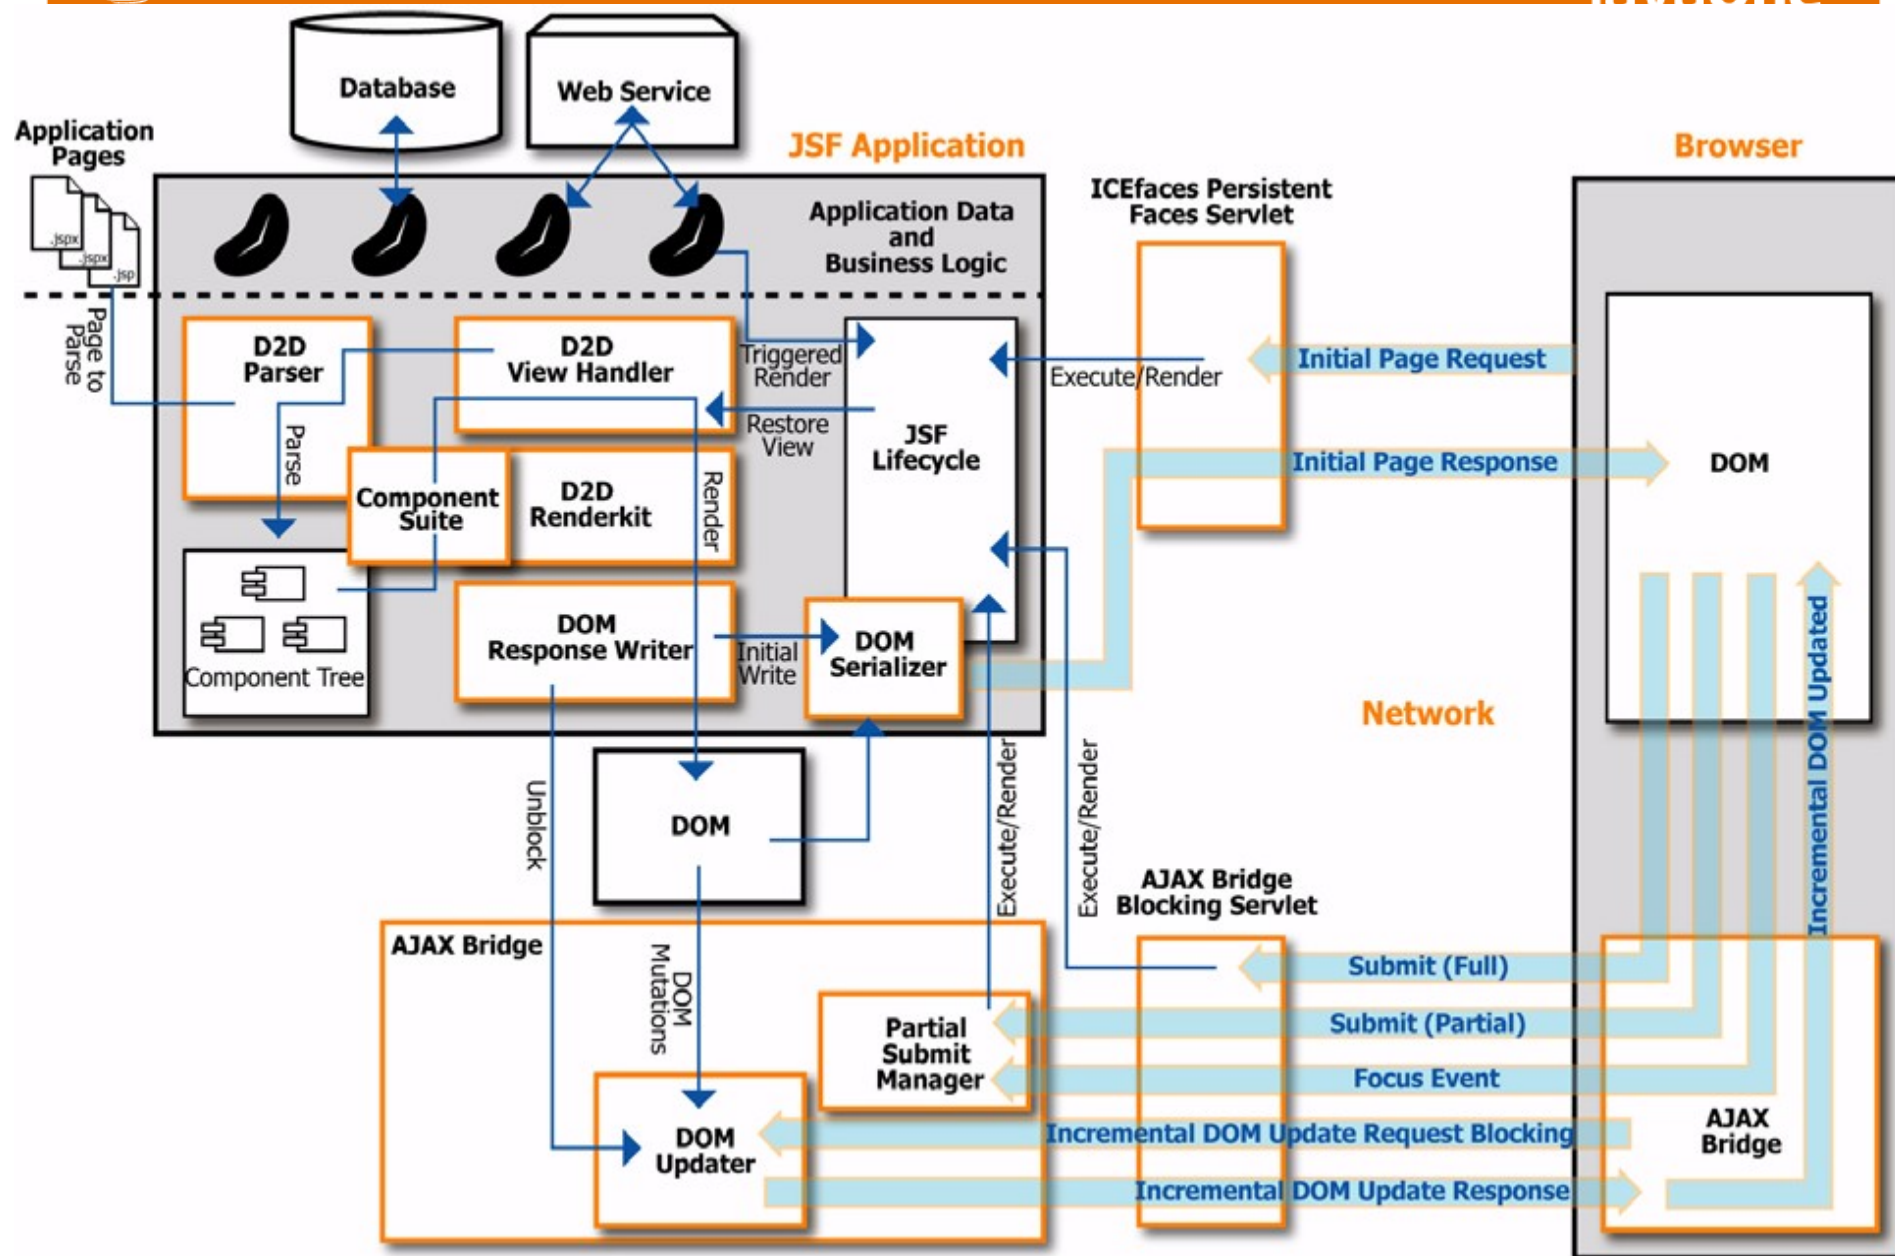 Database
Web Service
Application
Pages
JSF Application
Browser
.jspx
.jspx
.jsp
Application Data
and
Business Logic
ICEfaces Persistent
Faces Servlet
Page to
Parse
D2D
Parser
D2D
View Handler
Triggered
Render
Execute/Render
Initial Page Request
Restore
View
JSF
Lifecycle
Initial Page Response
DOM
Parse
Component
Suite
D2D
Renderkit
Render
DOM
Response Writer
Initial
Write
DOM
Serializer
Component Tree
Network
Incremental DOM Updated
Unblock
DOM
Execute/Render
Execute/Render
AJAX Bridge
Blocking Servlet
AJAX Bridge
DOM
Mutations
Submit (Full)
Partial
Submit
Manager
Submit (Partial)
Focus Event
DOM
Updater
Incremental DOM Update Request Blocking
AJAX
Bridge
Incremental DOM Update Response